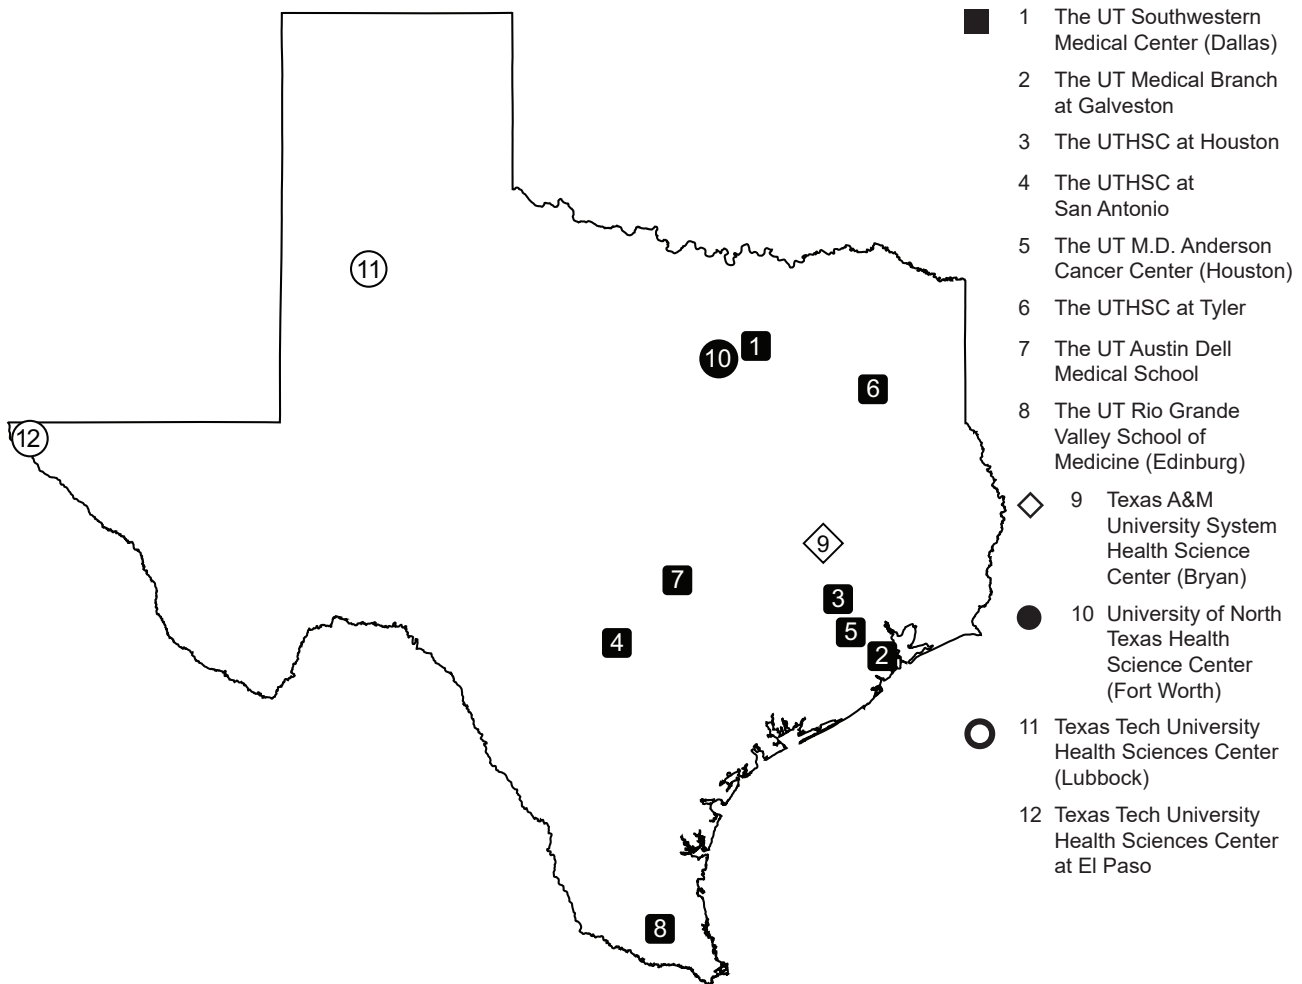 1 The UT Southwestern
Medical Center (Dallas)
2 The UT Medical Branch
at Galveston
3 The UTHSC at Houston
4 The UTHSC at
San Antonio
5 The UT M.D. Anderson
Cancer Center (Houston)
6 The UTHSC at Tyler
7 The UT Austin Dell
Medical School
8 The UT Rio Grande
Valley School of
Medicine (Edinburg)
9 Texas A&M
University System
Health Science
Center (Bryan)
10 University of North
Texas Health
Science Center
(Fort Worth)
11 Texas Tech University
Health Sciences Center
(Lubbock)
12 Texas Tech University
Health Sciences Center
at El Paso
11
10
1
6
12
9
7
3
5
4
2
8